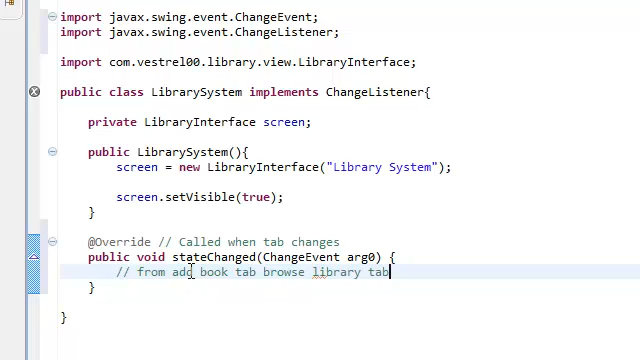 import javax.swing.event.ChangeEvent;
import javax.swing.event.ChangeListener;
import com.vestrel00.library.view.LibraryInterface;
public class LibrarySystem implements ChangeListener{
private LibraryInterface screen;
public LibrarySystem(){
screen = new LibraryInterface("Library System");
screen.setVisible(true);
}
@Override // Called when tab changes
public void stateChanged(ChangeEvent arg0) {
// from add book tab browse library tab
}
}